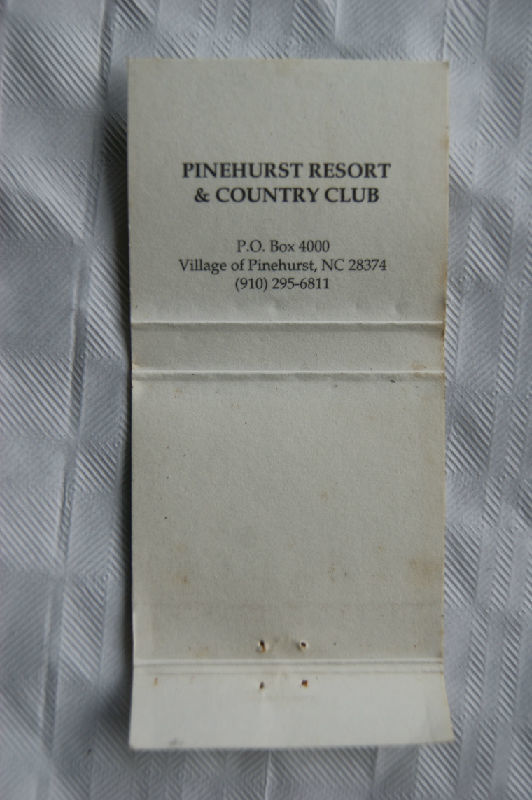 PINEHURST RESORT
& COUNTRY CLUB
P.O. Box 4000
Village of Pinehurst, NC 28374
(910) 295-6811